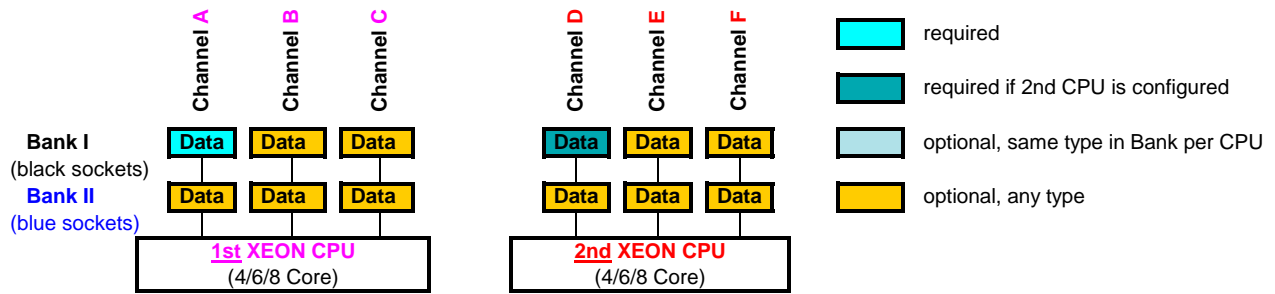 Channel A
Channel B
Channel C
Channel D
Channel E
Channel F
required
required if 2nd CPU is configured
optional, same type in Bank per CPU
optional, any type
Bank I
(black sockets)
Data Data Data Data Data Data
Bank II
(blue sockets)
Data Data Data Data Data Data
1st XEON CPU
(4/6/8 Core)
2nd XEON CPU
(4/6/8 Core)